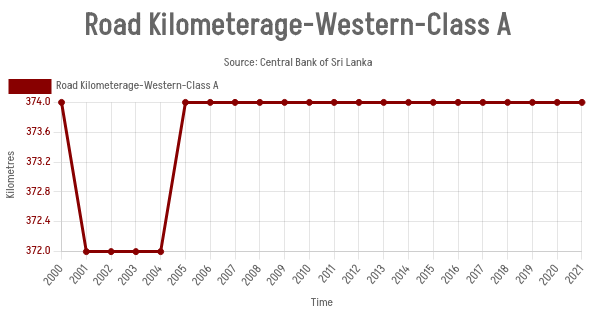 Road Kilometerage-Western-Class A
Source: Central Bank of Sri Lanka
Road Kilometerage-Western-Class A
374.0
373.6
373.2
372.8
372.4
372.0
Kilometres
2000 2001 2002 2003 2004 2005 2006 2007 2008 2009 2010 2011 2012 2013 2014 2015 2016 2017 2018 2019 2020 2021
Time